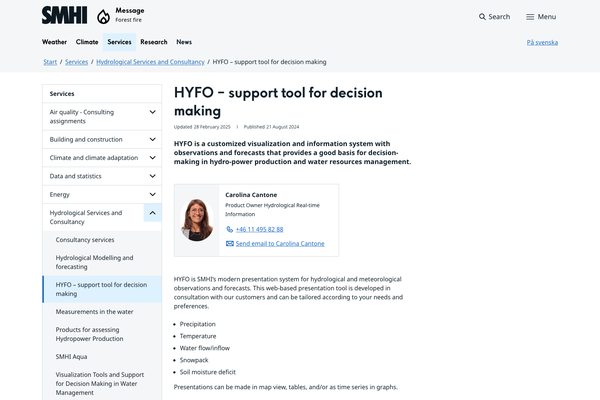 SMHI
Message
Forest fire
Search
Menu
Weather Climate Services Research News
På svenska
Start / Services / Hydrological Services and Consultancy / HYFO – support tool for decision making
Services
Air quality - Consulting
assignments
Building and construction
Climate and climate adaptation
Data and statistics
Energy
Hydrological Services and
Consultancy
Consultancy services
Hydrological Modelling and
forecasting
HYFO – support tool for decision
making
Measurements in the water
Products for assessing
Hydropower Production
SMHI Aqua
Visualization Tools and Support
for Decision Making in Water
Management
HYFO – support tool for decision
making
Updated 28 February 2025 | Published 21 August 2024
HYFO is a customized visualization and information system with
observations and forecasts that provides a good basis for decision-
making in hydro-power production and water resources management.
Carolina Cantone
Product Owner Hydrological Real-time
Information
+46 11 495 82 88
Send email to Carolina Cantone
HYFO is SMHI's modern presentation system for hydrological and meteorological
observations and forecasts. This web-based presentation tool is developed in
consultation with our customers and can be tailored according to your needs and
preferences.
• Precipitation
• Temperature
• Water flow/inflow
• Snowpack
• Soil moisture deficit
Presentations can be made in map view, tables, and/or as time series in graphs.